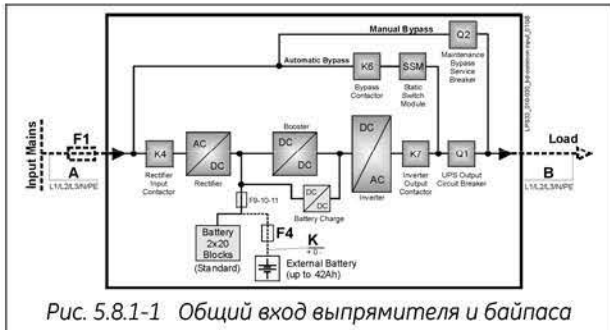 Manual Bypass
Q2
Maintenance
Bypass
Service
Breaker
Automatic Bypass
K6
SSM
Bypass
Contactor
Static
Switch
Module
Input Mains
F1
A
L1/L2/L3/N/PE
K4
Rectifier
Input
Contactor
AC
DC
Rectifier
Booster
DC
DC
DC
AC
Inverter
K7
Inverter
Output
Contactor
Q1
UPS Output
Circuit Breaker
Load
B
L1/L2/L3/N/PE
F9-10-11
DC
DC
Battery Charge
Battery
2x20
Blocks
(Standard)
F4
K
+ 0 -
External Battery
(up to 42Ah)
Рис. 5.8.1-1 Общий вход выпрямителя и байпаса